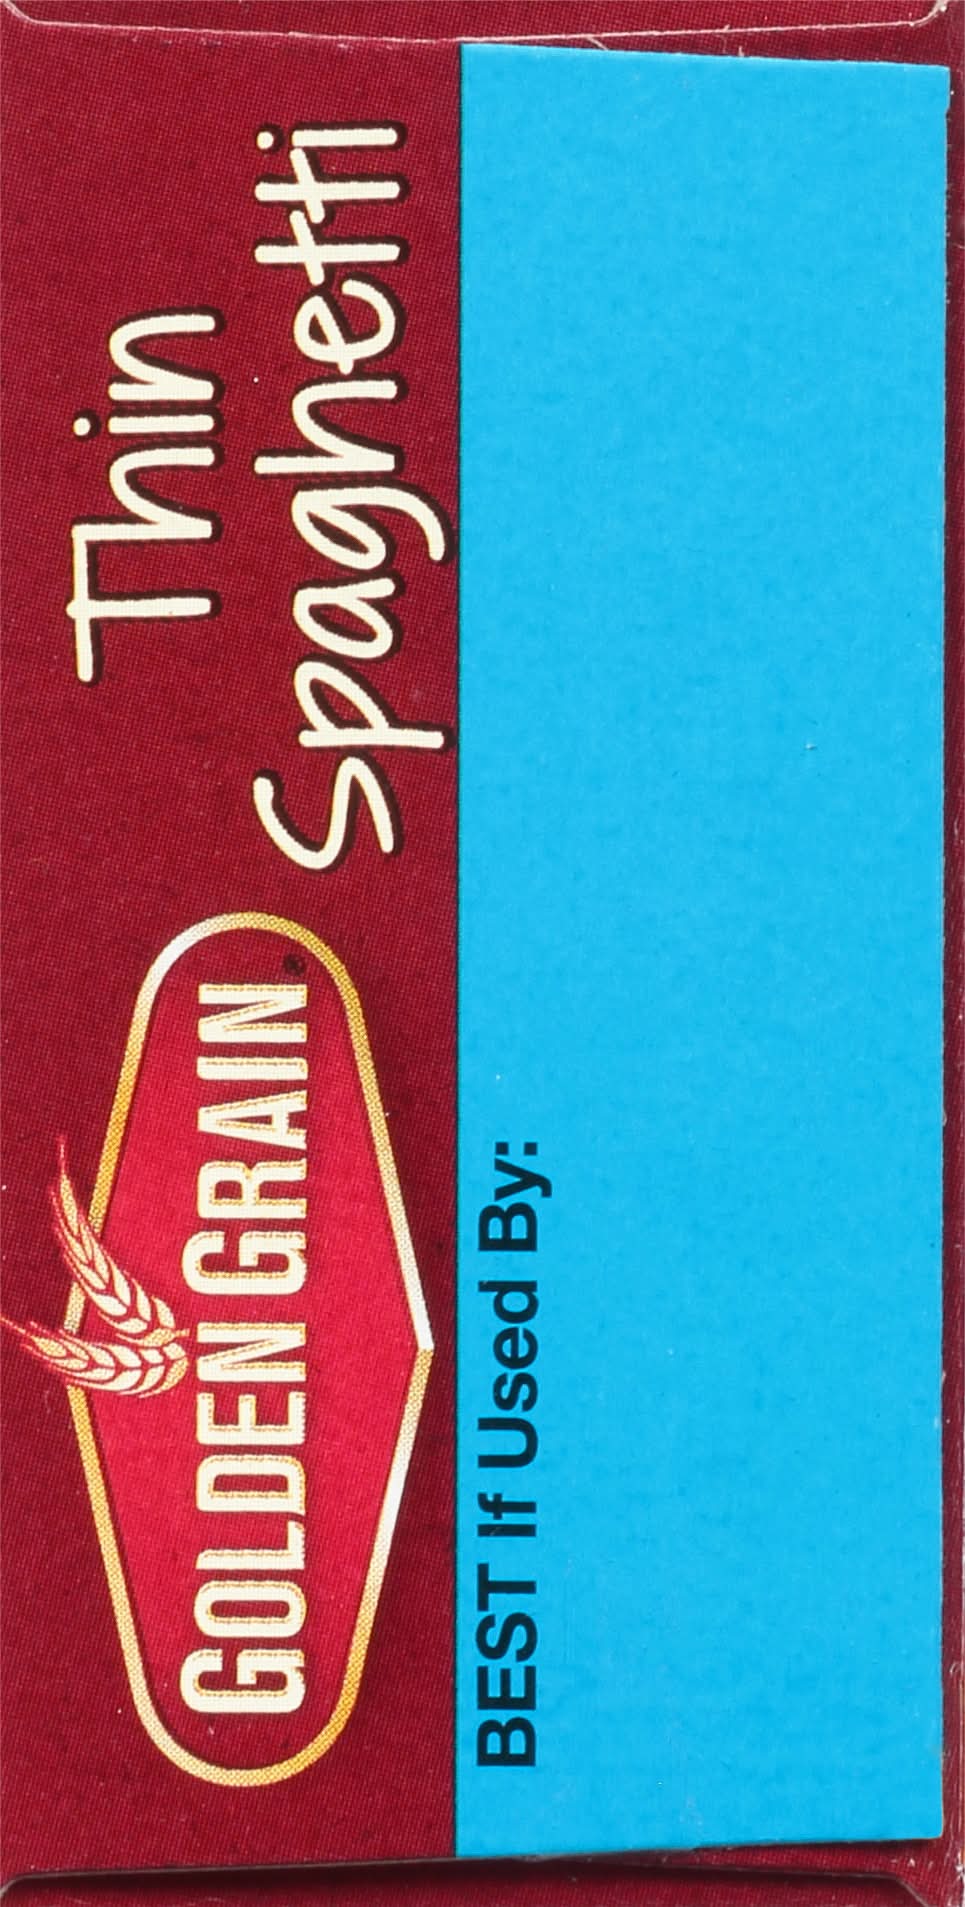 GOLDEN GRAIN®
Thin
Spaghetti
BEST If Used By: